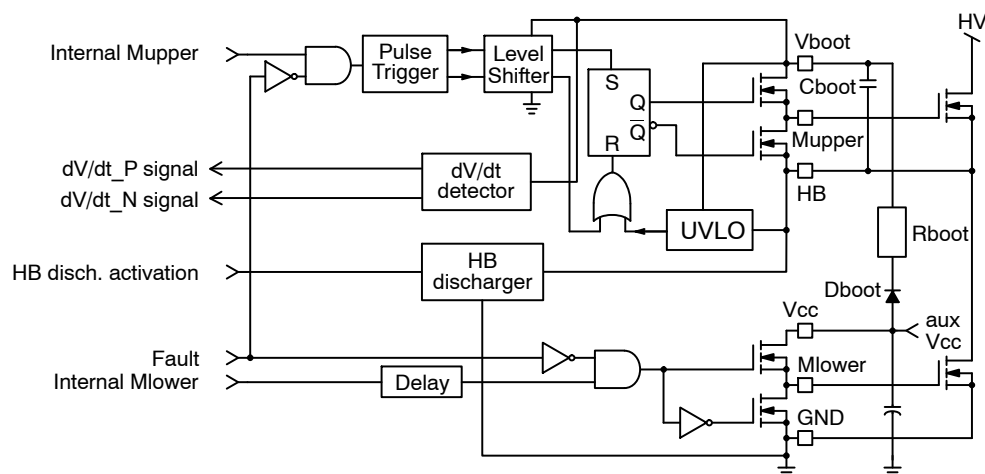 HV
Internal Mupper
Pulse
Trigger
Level
Shifter
Vboot
Cboot
S
Q
Q
R
Mupper
dV/dt_P signal
dV/dt_N signal
dV/dt
detector
HB
UVLO
Rboot
HB disch. activation
HB
discharger
Dboot
Vcc
aux
Vcc
Fault
Internal Mlower
Delay
Mlower
GND